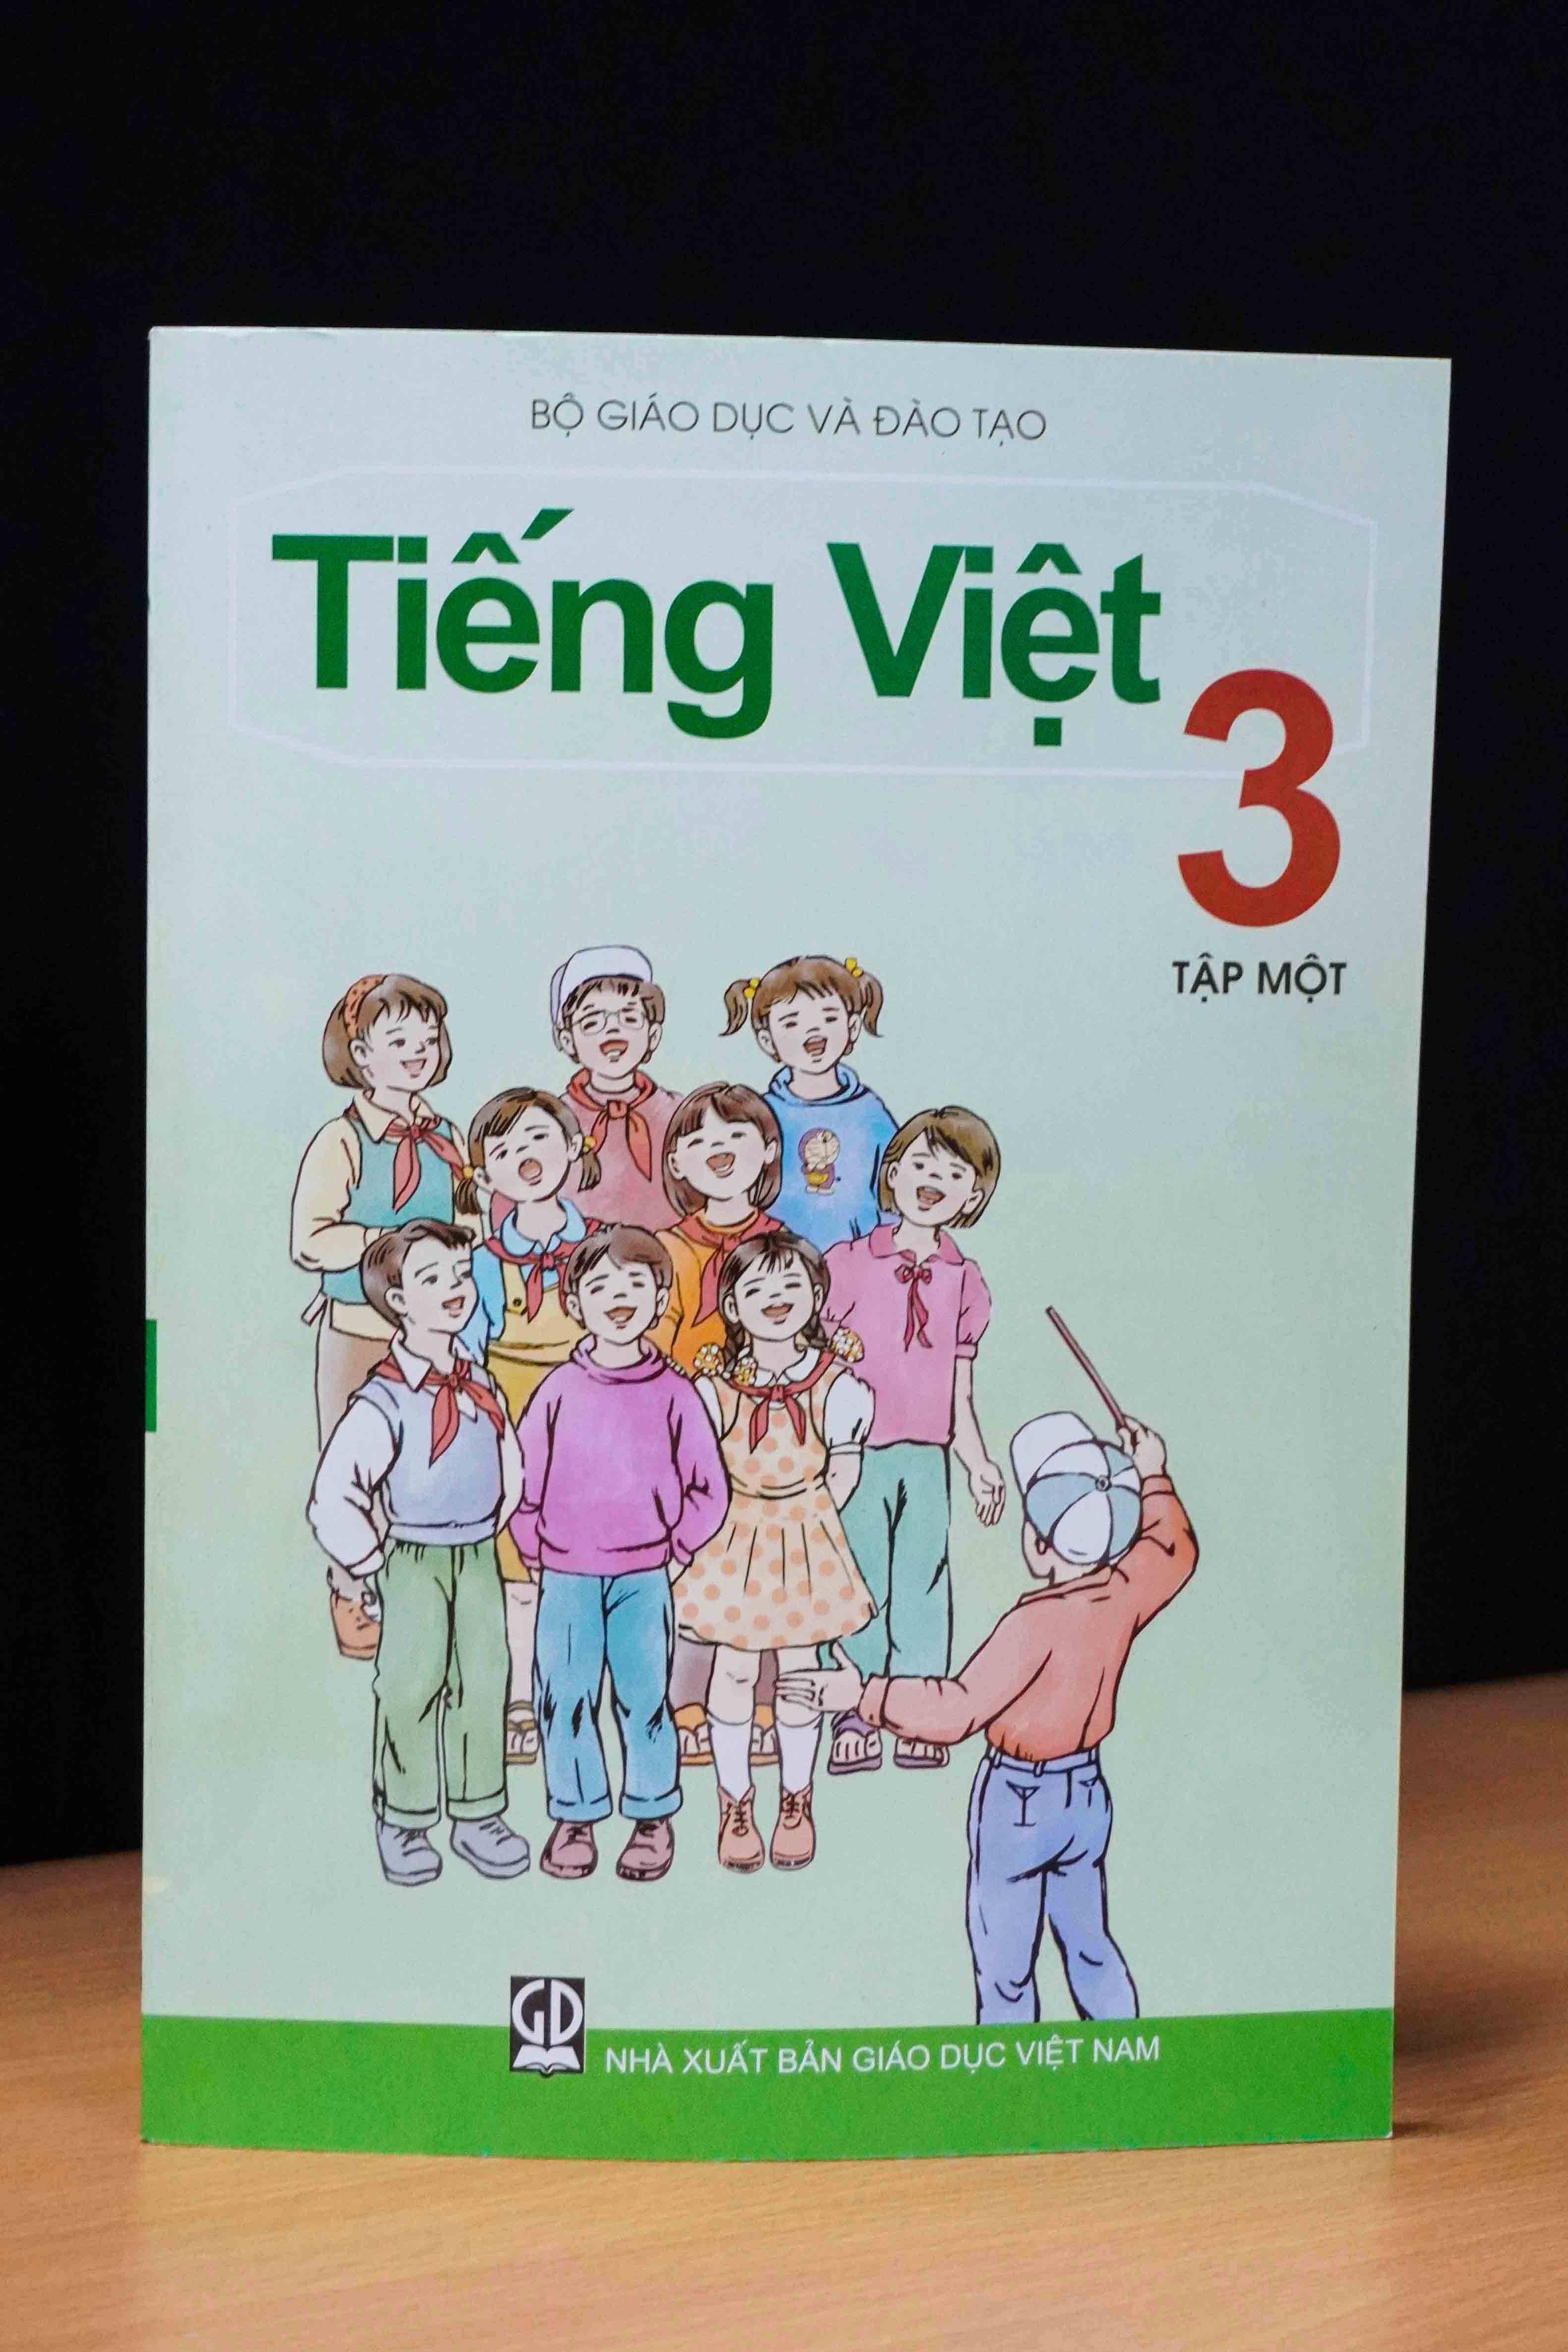 BỘ GIÁO DỤC VÀ ĐÀO TẠO
Tiếng Việt
3
TẬP MỘT
GD
NHÀ XUẤT BẢN GIÁO DỤC VIỆT NAM